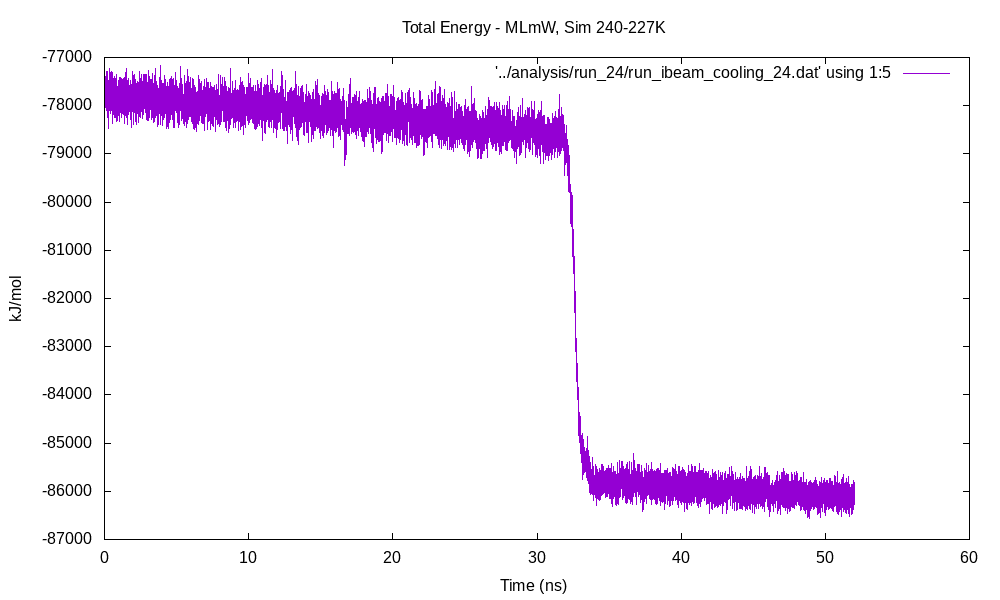 Total Energy - MLmW, Sim 240-227K
'../analysis/run_24/run_ibeam_cooling_24.dat' using 1:5
-77000
-78000
-79000
-80000
-81000
-82000
-83000
-84000
-85000
-86000
-87000
kJ/mol
0 10 20 30 40 50 60
Time (ns)